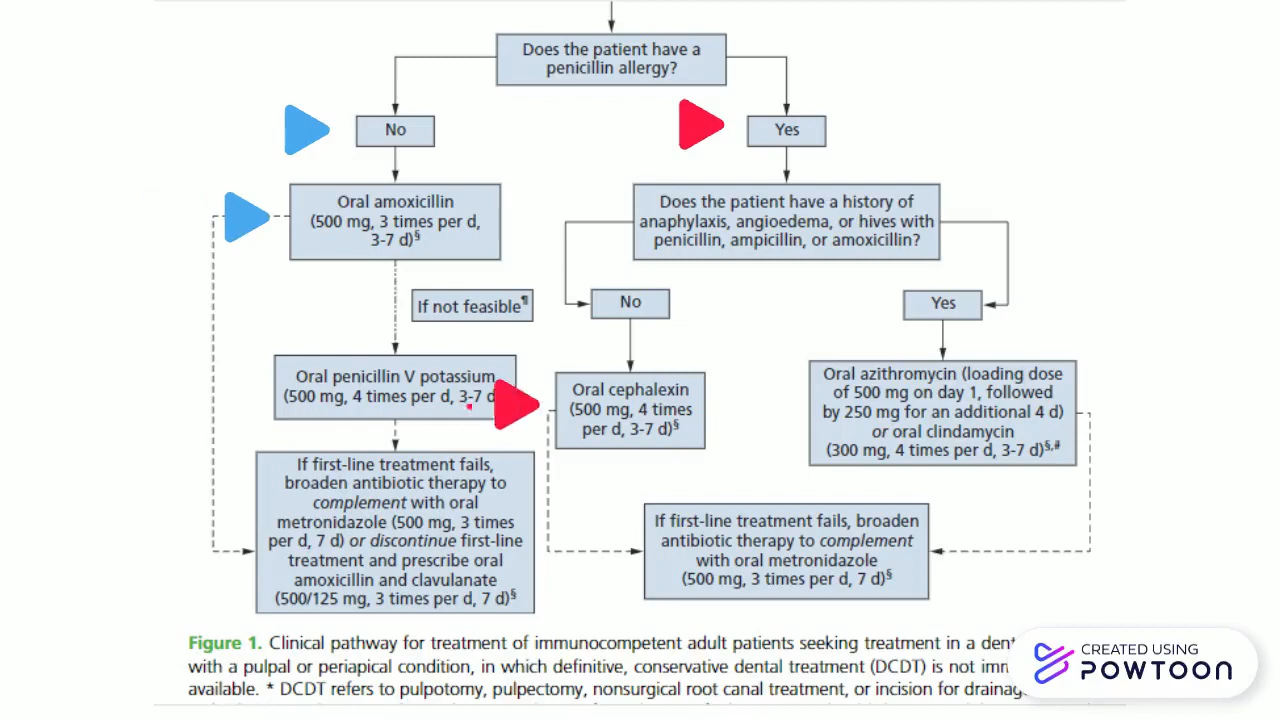 Does the patient have a
penicillin allergy?
No
Yes
Oral amoxicillin
(500 mg, 3 times per d,
3-7 d)§
Does the patient have a history of
anaphylaxis, angioedema, or hives with
penicillin, ampicillin, or amoxicillin?
If not feasible¶
No
Yes
Oral penicillin V potassium
(500 mg, 4 times per d, 3-7 d
Oral cephalexin
(500 mg, 4 times
per d, 3-7 d)§
Oral azithromycin (loading dose
of 500 mg on day 1, followed
by 250 mg for an additional 4 d)
or oral clindamycin
(300 mg, 4 times per d, 3-7 d)§,#
If first-line treatment fails,
broaden antibiotic therapy to
complement with oral
metronidazole (500 mg, 3 times
per d, 7 d) or discontinue first-line
treatment and prescribe oral
amoxicillin and clavulanate
(500/125 mg, 3 times per d, 7 d)§
If first-line treatment fails, broaden
antibiotic therapy to complement
with oral metronidazole
(500 mg, 3 times per d, 7 d)§
Figure 1. Clinical pathway for treatment of immunocompetent adult patients seeking treatment in a
with a pulpal or periapical condition, in which definitive, conservative dental treatment (DCDT) is not
available. * DCDT refers to pulpotomy, pulpectomy, nonsurgical root canal treatment, or incision for
CREATED USING
POWTOON